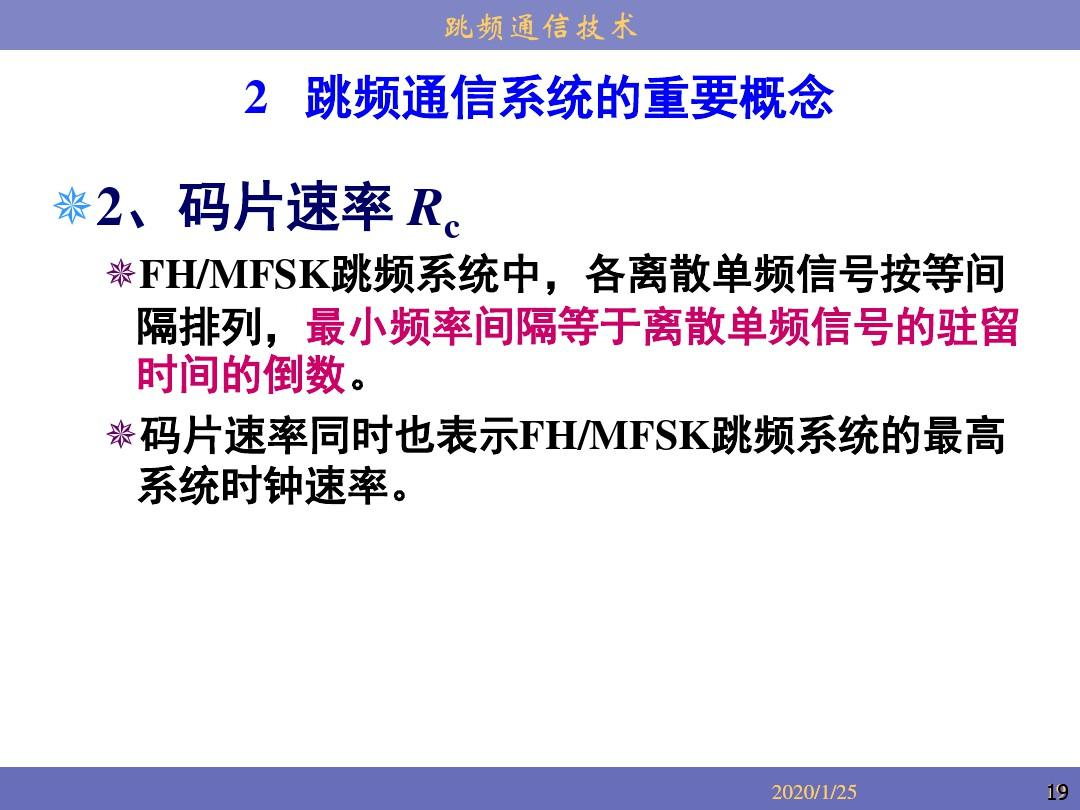 跳频通信技术
2 跳频通信系统的重要概念
2、码片速率 Rc
FH/MFSK跳频系统中，各离散单频信号按等间
隔排列，最小频率间隔等于离散单频信号的驻留
时间的倒数。
码片速率同时也表示FH/MFSK跳频系统的最高
系统时钟速率。
2020/1/25
19